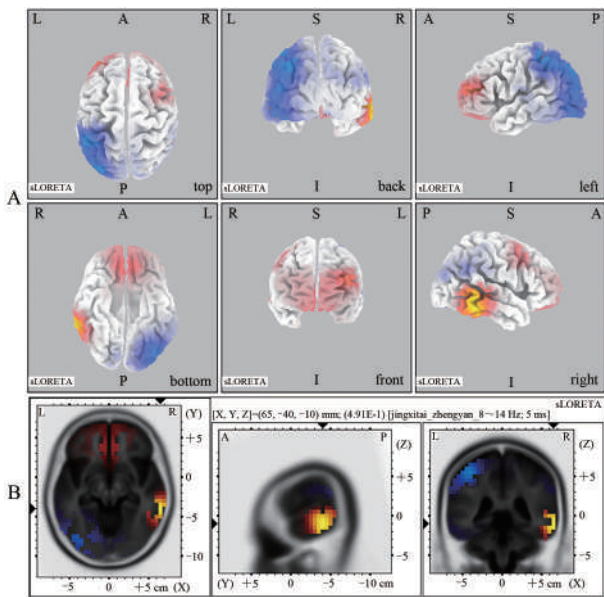 L A R
P
sLORETA top
L S R
I
sLORETA back
A S P
I
sLORETA left
A
R A L
P
sLORETA bottom
R S L
I
sLORETA front
P S A
I
sLORETA right
sLORETA
[X, Y, Z]=(65, -40, -10) mm; (4.91E-1) [jingxitai_zhengyan_8~14 Hz; 5 ms]
B
L R (Y)
+5
0
-5
-10
-5 0 +5 cm (X)
A P (Z)
+5
0
-5
(Y) +5 0 -5 -10 cm
L R (Z)
+5
0
-5
-5 0 +5 cm (X)